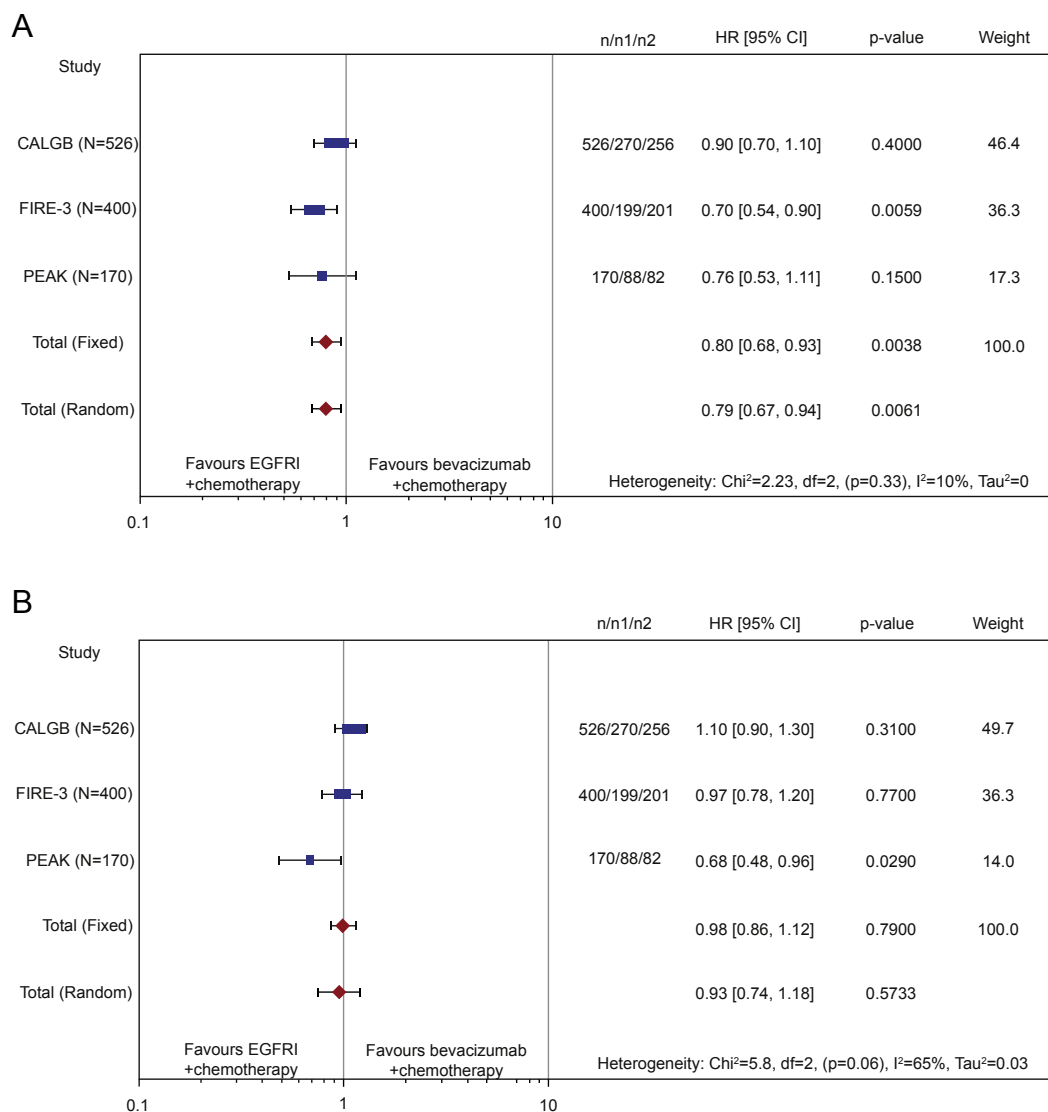 A
n/n1/n2 HR [95% CI] p-value Weight
Study
CALGB (N=526) 526/270/256 0.90 [0.70, 1.10] 0.4000 46.4
FIRE-3 (N=400) 400/199/201 0.70 [0.54, 0.90] 0.0059 36.3
PEAK (N=170) 170/88/82 0.76 [0.53, 1.11] 0.1500 17.3
Total (Fixed) 0.80 [0.68, 0.93] 0.0038 100.0
Total (Random) 0.79 [0.67, 0.94] 0.0061
Favours EGFRI Favours bevacizumab
+chemotherapy +chemotherapy
Heterogeneity: Chi²=2.23, df=2, (p=0.33), I²=10%, Tau²=0
0.1 1 10
B
n/n1/n2 HR [95% CI] p-value Weight
Study
CALGB (N=526) 526/270/256 1.10 [0.90, 1.30] 0.3100 49.7
FIRE-3 (N=400) 400/199/201 0.97 [0.78, 1.20] 0.7700 36.3
PEAK (N=170) 170/88/82 0.68 [0.48, 0.96] 0.0290 14.0
Total (Fixed) 0.98 [0.86, 1.12] 0.7900 100.0
Total (Random) 0.93 [0.74, 1.18] 0.5733
Favours EGFRI Favours bevacizumab
+chemotherapy +chemotherapy
Heterogeneity: Chi²=5.8, df=2, (p=0.06), I²=65%, Tau²=0.03
0.1 1 10